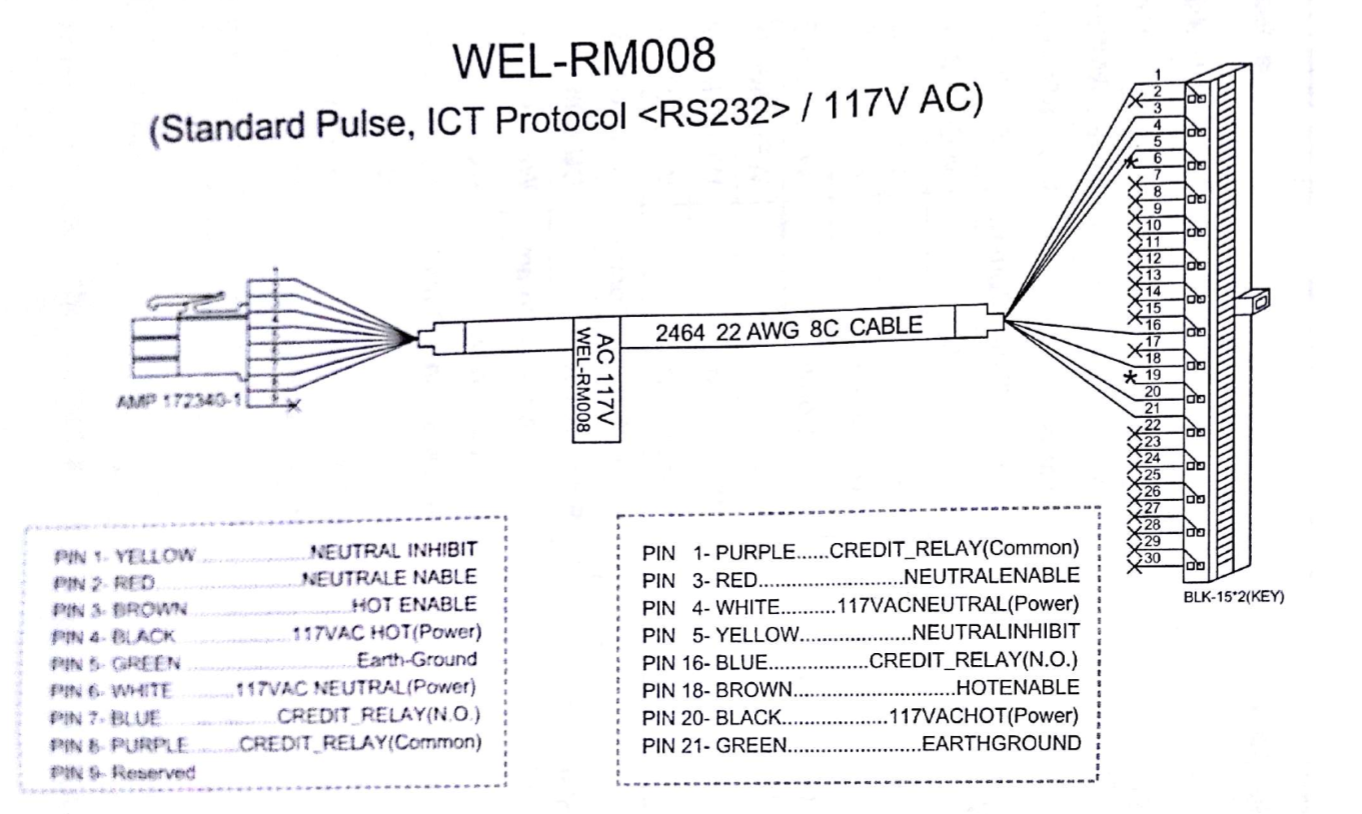 WEL-RM008
(Standard Pulse, ICT Protocol <RS232> / 117V AC)
1
2
3
4
5
6
7
8
9
10
11
12
13
14
15
16
17
18
19
20
21
22
23
24
25
26
27
28
29
30
BLK-15*2(KEY)
AMP 172340-1
AC 117V
WEL-RM008
2464 22 AWG 8C CABLE
PIN 1- YELLOW..............NEUTRAL INHIBIT
PIN 2- RED..................NEUTRALE NABLE
PIN 3- BROWN....................HOT ENABLE
PIN 4- BLACK..............117VAC HOT(Power)
PIN 5- GREEN....................Earth-Ground
PIN 6- WHITE........117VAC NEUTRAL(Power)
PIN 7- BLUE..............CREDIT_RELAY(N.O.)
PIN 8- PURPLE........CREDIT_RELAY(Common)
PIN 9- Reserved
PIN 1- PURPLE......CREDIT_RELAY(Common)
PIN 3- RED..........................NEUTRALENABLE
PIN 4- WHITE..........117VACNEUTRAL(Power)
PIN 5- YELLOW....................NEUTRALINHIBIT
PIN 16- BLUE..................CREDIT_RELAY(N.O.)
PIN 18- BROWN.............................HOTENABLE
PIN 20- BLACK...................117VACHOT(Power)
PIN 21- GREEN........................EARTHGROUND